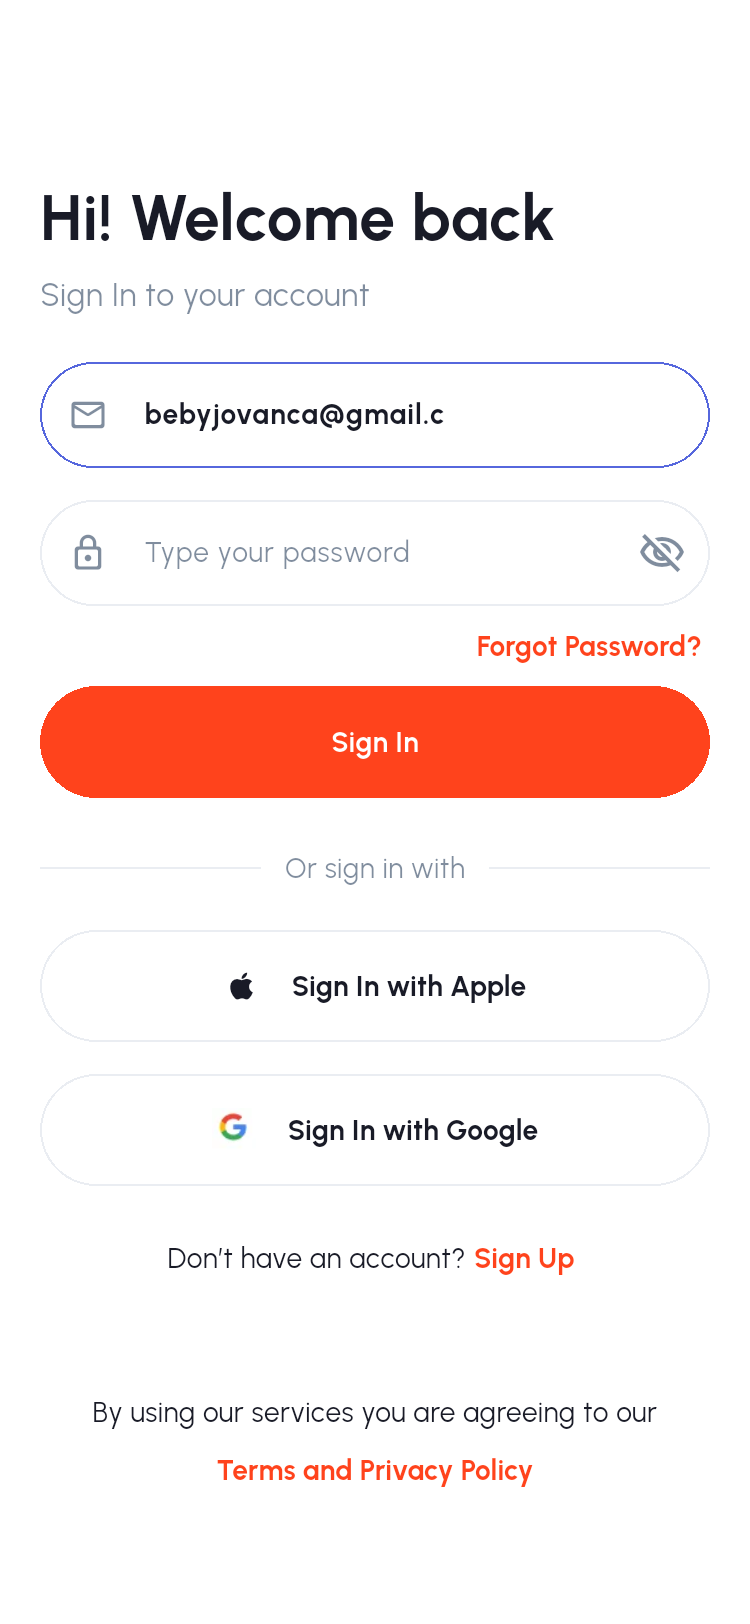 Hi! Welcome back
Sign In to your account
bebyjovanca@gmail.c
Type your password
Forgot Password?
Sign In
Or sign in with
Sign In with Apple
Sign In with Google
Don't have an account? Sign Up
By using our services you are agreeing to our
Terms and Privacy Policy